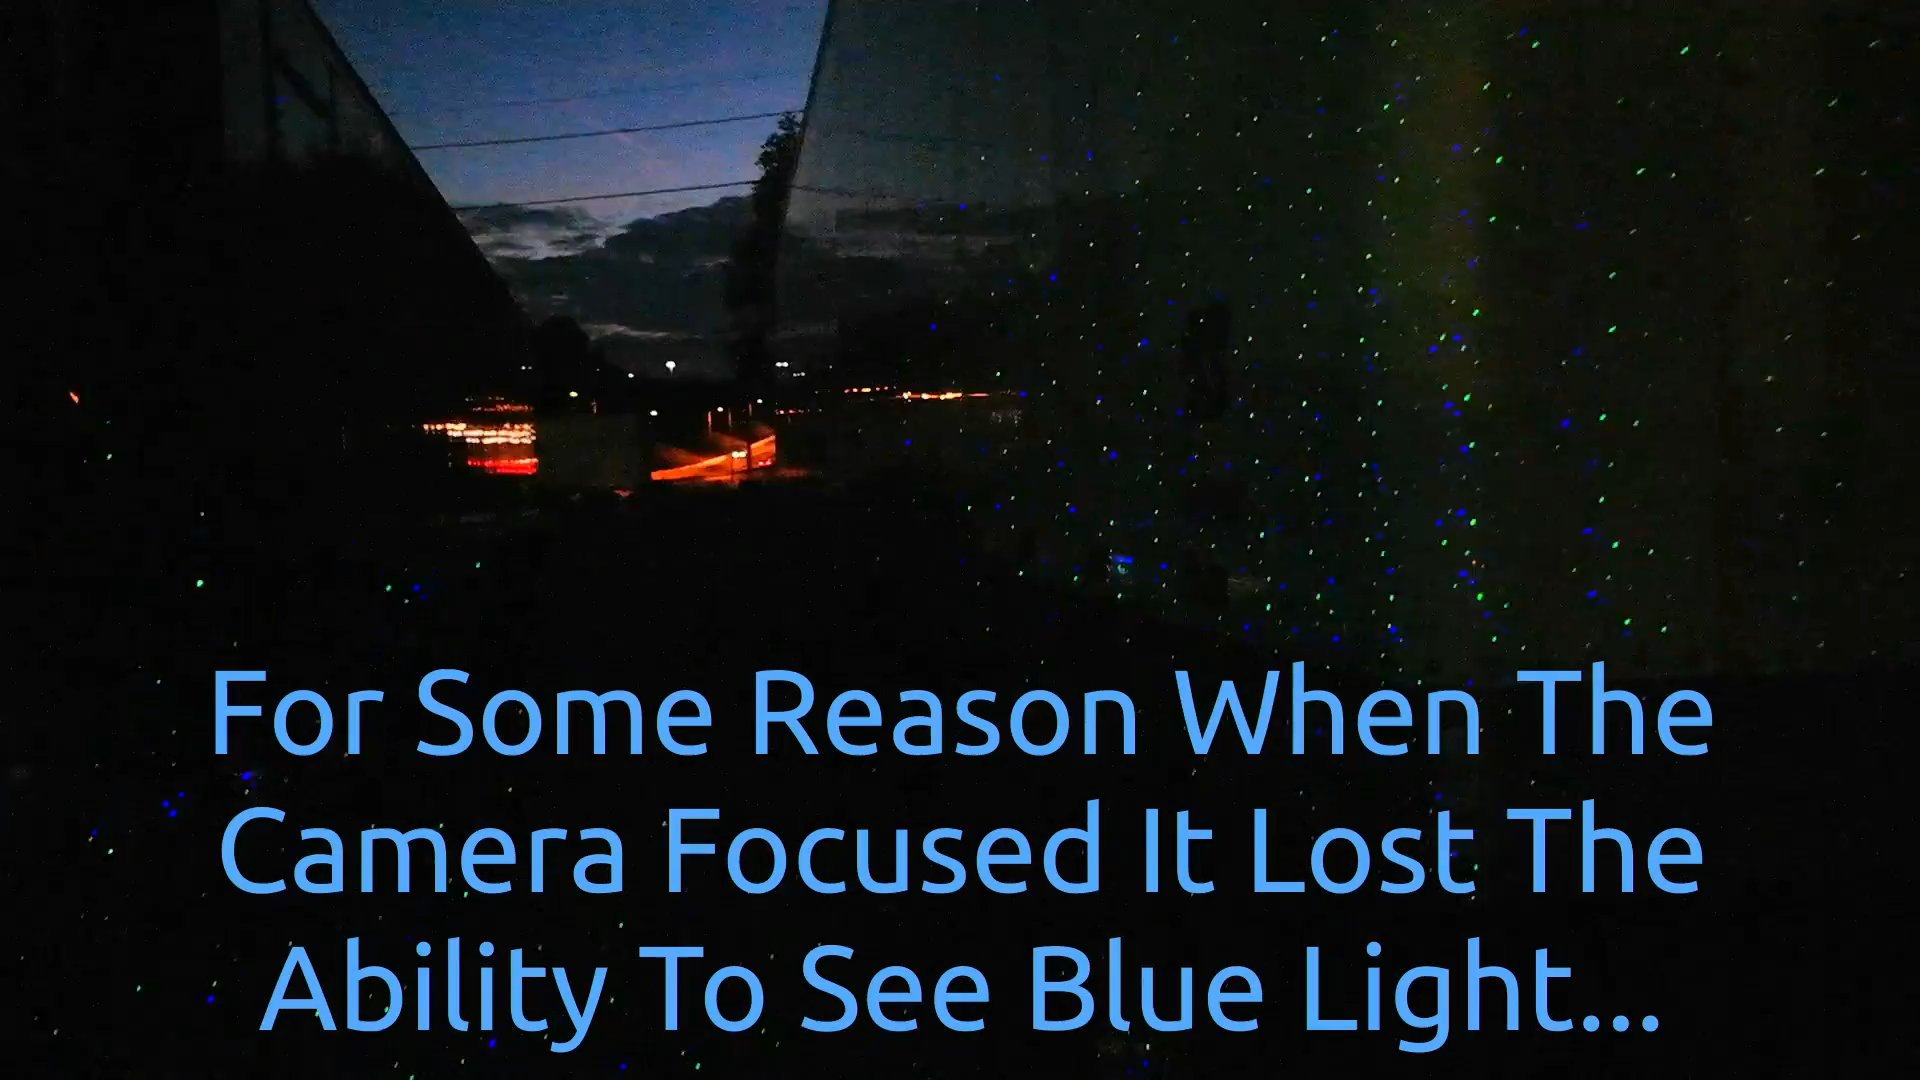 For Some Reason When The
Camera Focused It Lost The
Ability To See Blue Light...